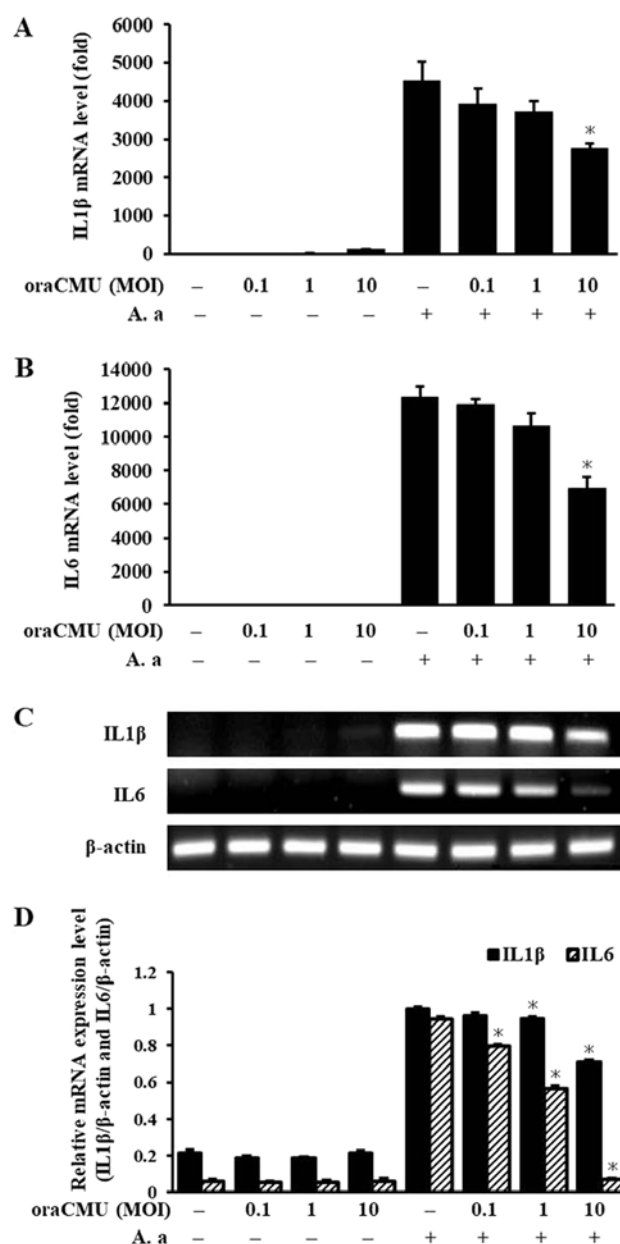 A
IL1β mRNA level (fold)
6000
5000
4000
3000
2000
1000
0
*
oraCMU (MOI) – 0.1 1 10 – 0.1 1 10
A. a – – – – + + + +
B
IL6 mRNA level (fold)
14000
12000
10000
8000
6000
4000
2000
0
*
oraCMU (MOI) – 0.1 1 10 – 0.1 1 10
A. a – – – – + + + +
C
IL1β
IL6
β-actin
D
Relative mRNA expression level
(IL1β/β-actin and IL6/β-actin)
IL1β IL6
1.2
1
0.8
0.6
0.4
0.2
0
* * * * *
oraCMU (MOI) – 0.1 1 10 – 0.1 1 10
A. a – – – – + + + +